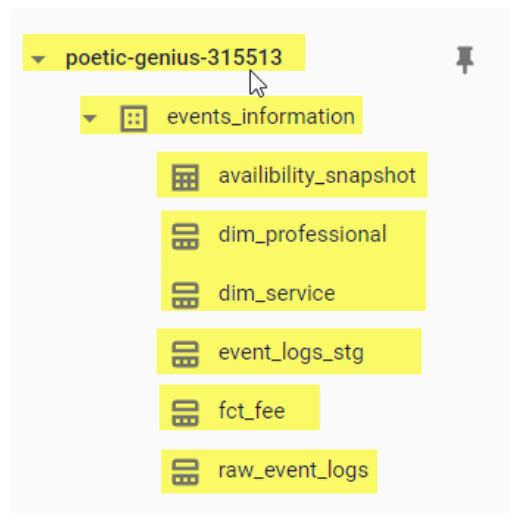 poetic-genius-315513
events_information
availibility_snapshot
dim_professional
dim_service
event_logs_stg
fct_fee
raw_event_logs